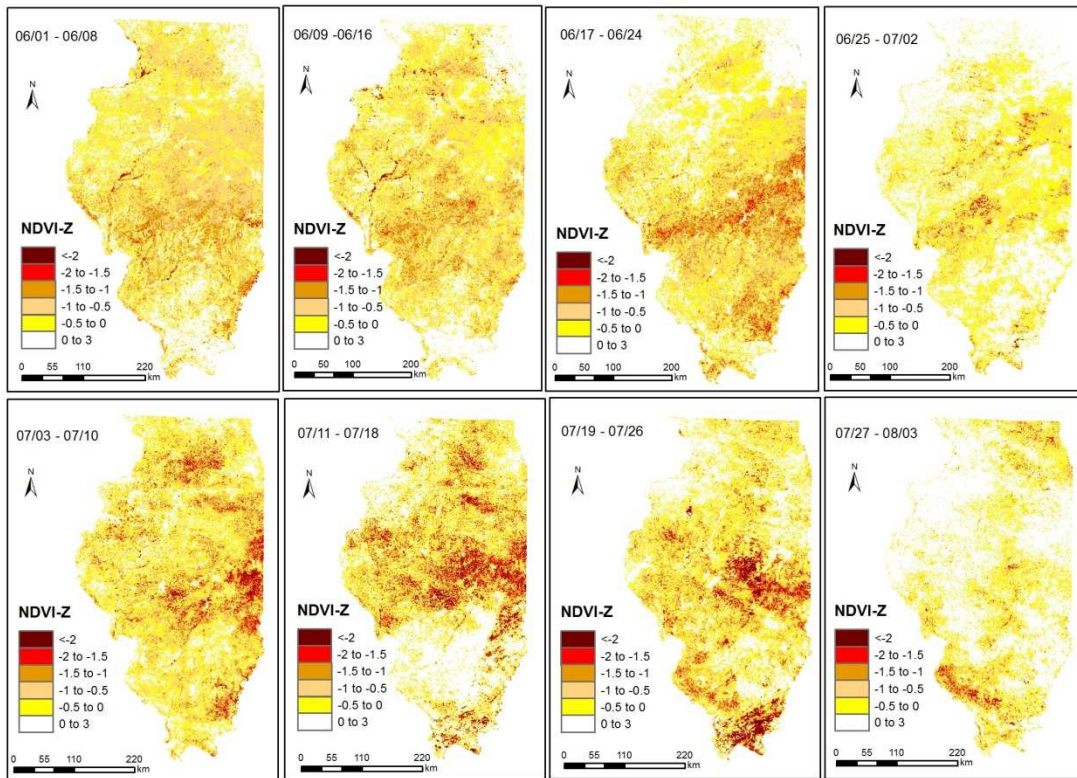 06/01 - 06/08
N
NDVI-Z
<-2
-2 to -1.5
-1.5 to -1
-1 to -0.5
-0.5 to 0
0 to 3
0 55 110 220
km
06/09 -06/16
N
NDVI-Z
<-2
-2 to -1.5
-1.5 to -1
-1 to -0.5
-0.5 to 0
0 to 3
0 50 100 200
km
06/17 - 06/24
N
NDVI-Z
<-2
-2 to -1.5
-1.5 to -1
-1 to -0.5
-0.5 to 0
0 to 3
0 50 100 200
km
06/25 - 07/02
N
NDVI-Z
<-2
-2 to -1.5
-1.5 to -1
-1 to -0.5
-0.5 to 0
0 to 3
0 50 100 200
km
07/03 - 07/10
N
NDVI-Z
<-2
-2 to -1.5
-1.5 to -1
-1 to -0.5
-0.5 to 0
0 to 3
0 55 110 220
km
07/11 - 07/18
N
NDVI-Z
<-2
-2 to -1.5
-1.5 to -1
-1 to -0.5
-0.5 to 0
0 to 3
0 55 110 220
km
07/19 - 07/26
N
NDVI-Z
<-2
-2 to -1.5
-1.5 to -1
-1 to -0.5
-0.5 to 0
0 to 3
0 55 110 220
km
07/27 - 08/03
N
NDVI-Z
<-2
-2 to -1.5
-1.5 to -1
-1 to -0.5
-0.5 to 0
0 to 3
0 55 110 220
km